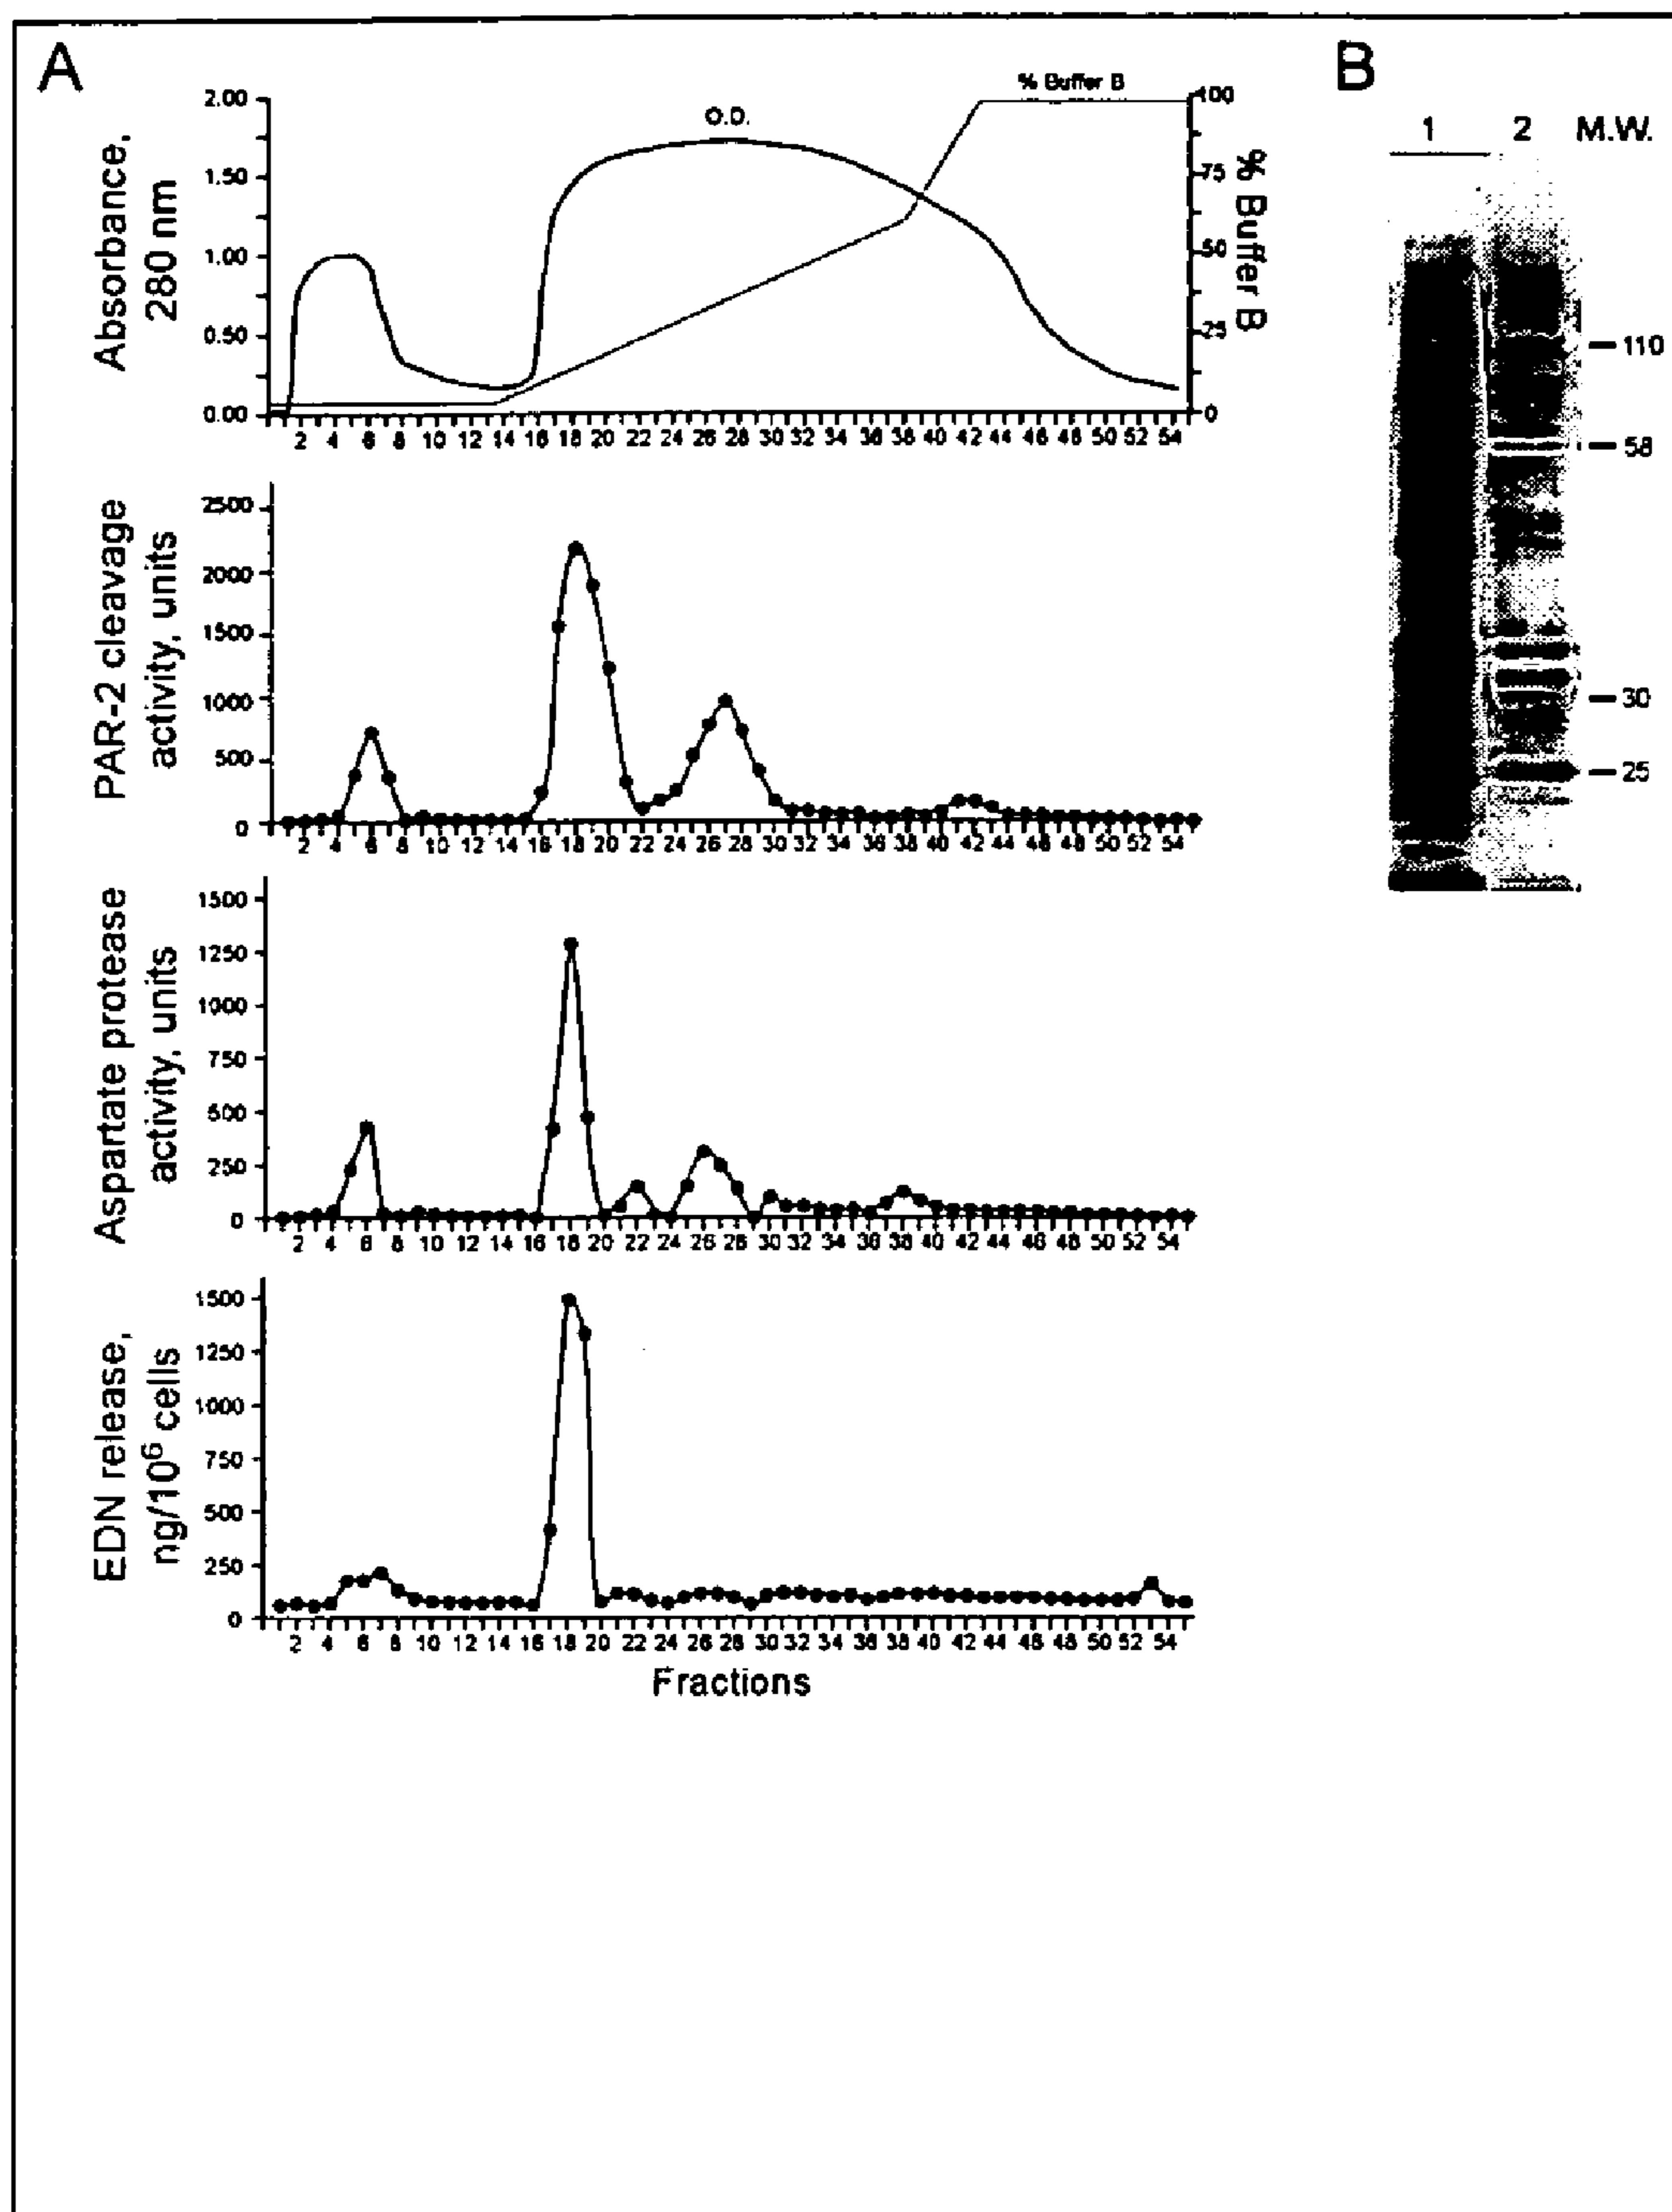 A
Absorbance,
280 nm
2.00
1.50
1.00
0.50
0.00
O.D.
% Buffer B
100
75
50
25
0
% Buffer B
2 4 6 8 10 12 14 16 18 20 22 24 26 28 30 32 34 36 38 40 42 44 46 48 50 52 54
PAR-2 cleavage
activity, units
2500
2000
1500
1000
500
0
2 4 6 8 10 12 14 16 18 20 22 24 26 28 30 32 34 36 38 40 42 44 46 48 50 52 54
Aspartate protease
activity, units
1500
1250
1000
750
500
250
0
2 4 6 8 10 12 14 16 18 20 22 24 26 28 30 32 34 36 38 40 42 44 46 48 50 52 54
EDN release,
ng/10⁶ cells
1500
1250
1000
750
500
250
0
2 4 6 8 10 12 14 16 18 20 22 24 26 28 30 32 34 36 38 40 42 44 46 48 50 52 54
Fractions
B
1 2 M.W.
110
58
30
25